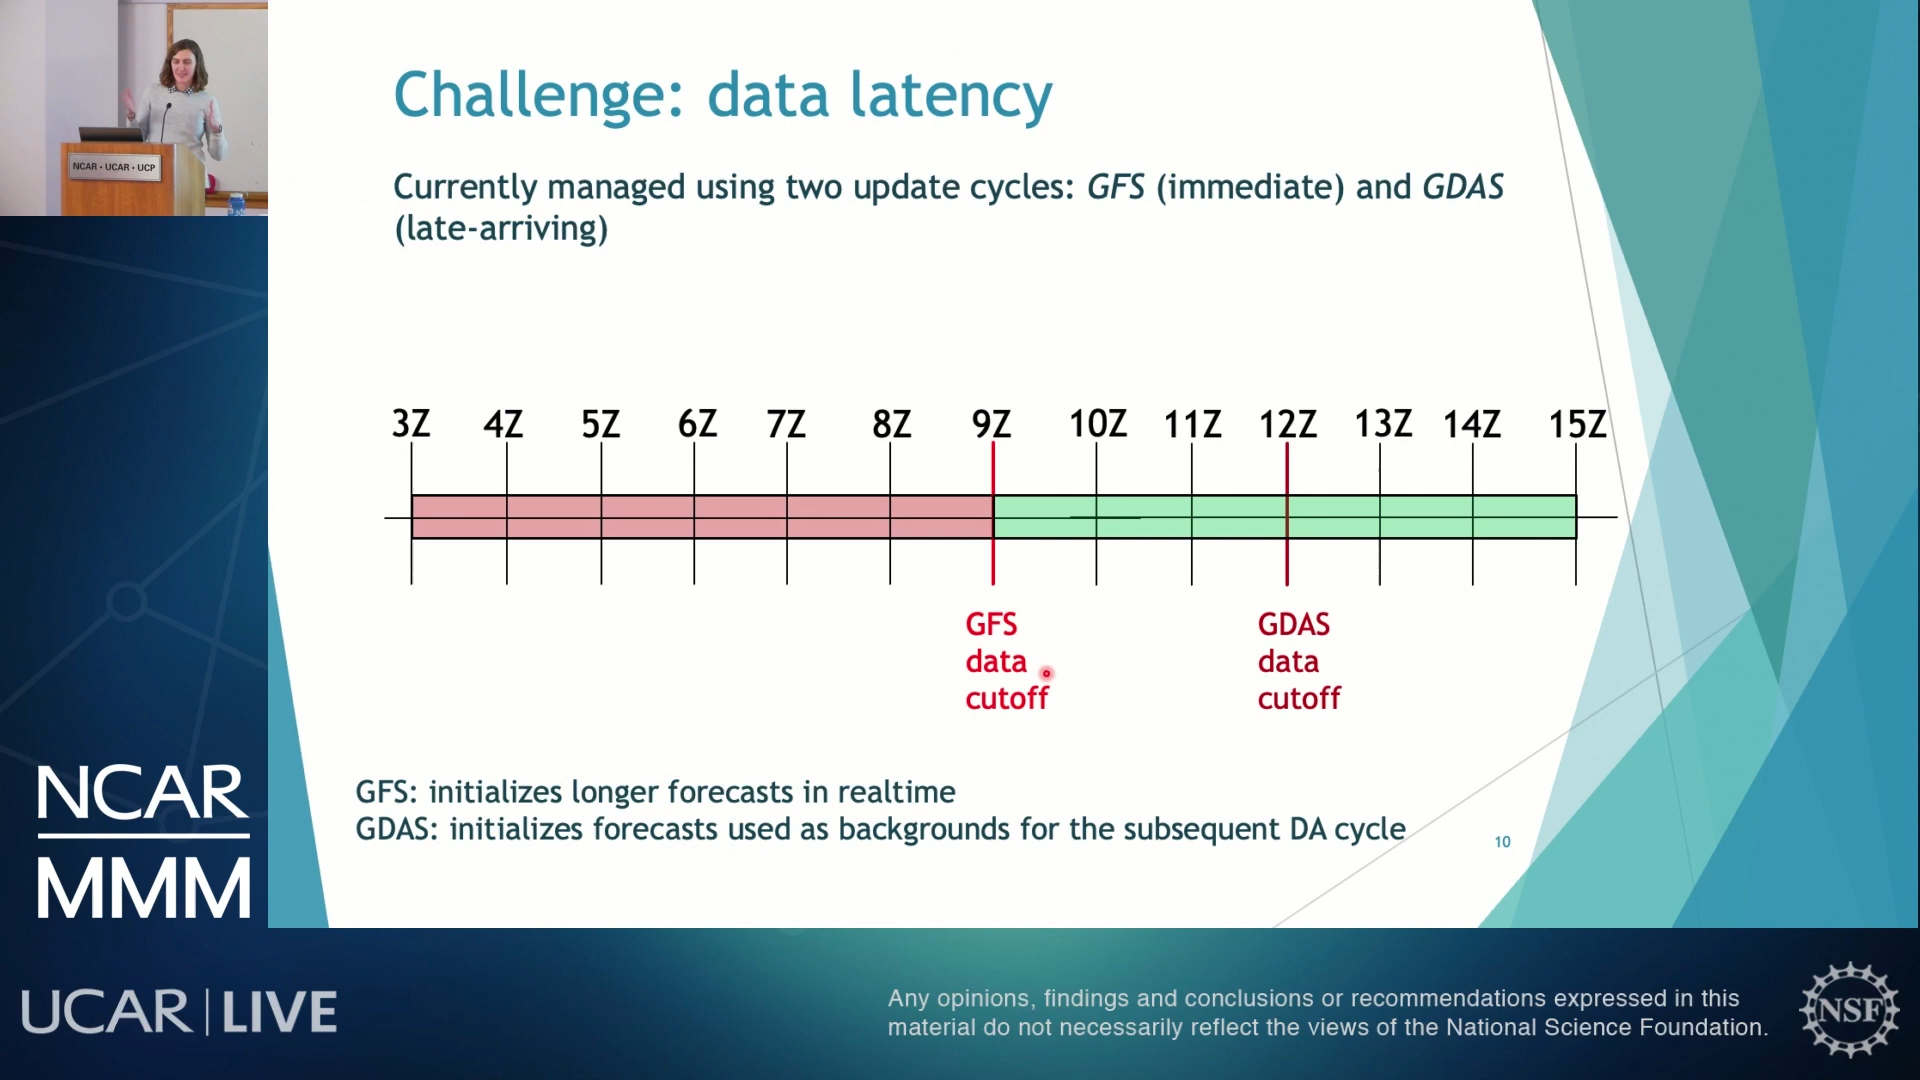 NCAR • UCAR • UCP
Challenge: data latency
Currently managed using two update cycles: GFS (immediate) and GDAS
(late-arriving)
3Z 4Z 5Z 6Z 7Z 8Z 9Z 10Z 11Z 12Z 13Z 14Z 15Z
GFS
data
cutoff
GDAS
data
cutoff
GFS: initializes longer forecasts in realtime
GDAS: initializes forecasts used as backgrounds for the subsequent DA cycle
10
NCAR
MMM
UCAR | LIVE
Any opinions, findings and conclusions or recommendations expressed in this
material do not necessarily reflect the views of the National Science Foundation.
NSF